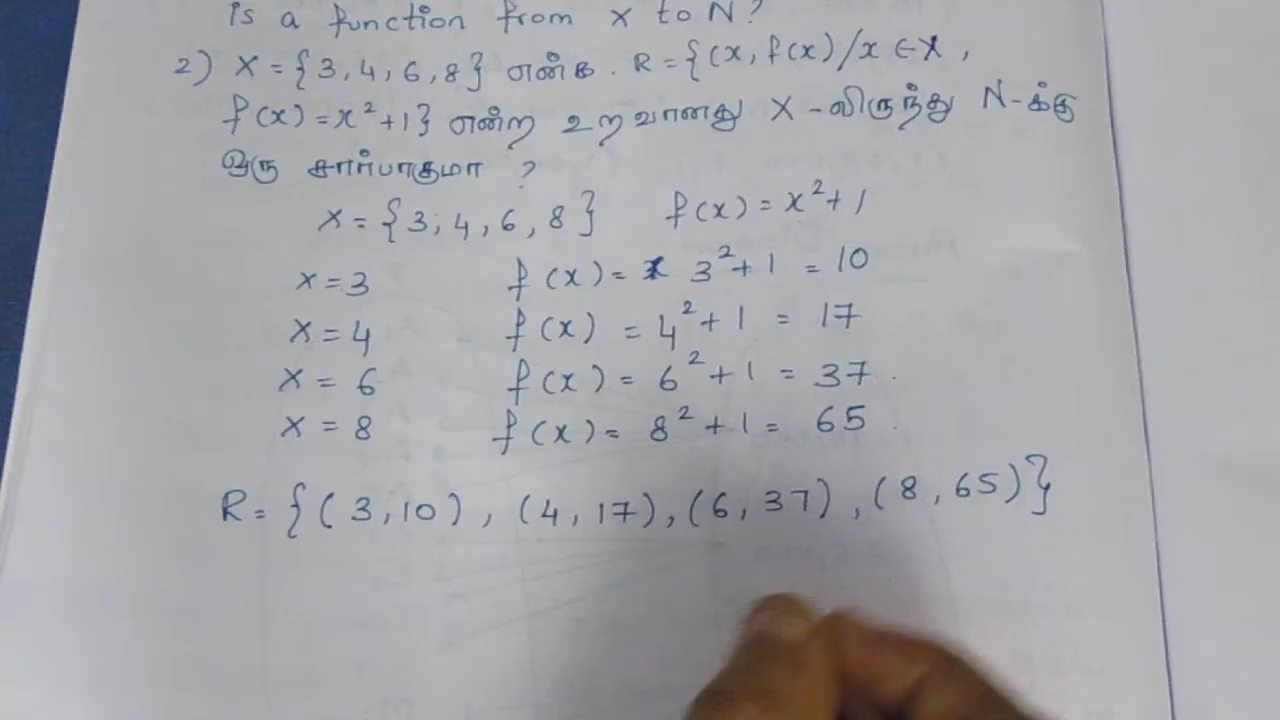 is a function from X to N?
2) X = {3, 4, 6, 8} என்க. R = {(x, f(x)/x ∈ X,
f(x) = x²+1} என்ற உறவானது X-லிருந்து N-க்கு
ஒரு சார்பாகுமா ?
X = {3, 4, 6, 8} f(x) = x²+1
x=3 f(x) = 3²+1 = 10
x=4 f(x) = 4²+1 = 17
x = 6 f(x) = 6²+1 = 37.
x = 8 f(x) = 8²+1 = 65.
R = {(3,10), (4,17), (6,37), (8,65)}